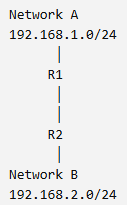 Network A
192.168.1.0/24
R1
R2
Network B
192.168.2.0/24